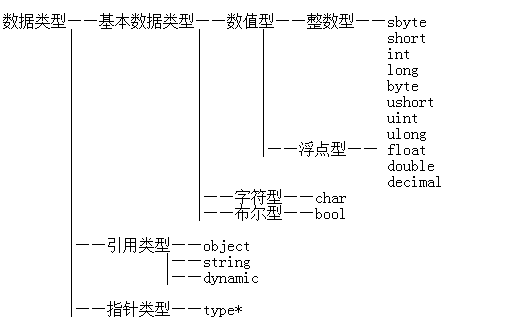 数据类型——基本数据类型——数值型——整数型——sbyte
short
int
long
byte
ushort
uint
ulong
——浮点型——float
double
decimal
——字符型——char
——布尔型——bool
——引用类型——object
——string
——dynamic
——指针类型——type*